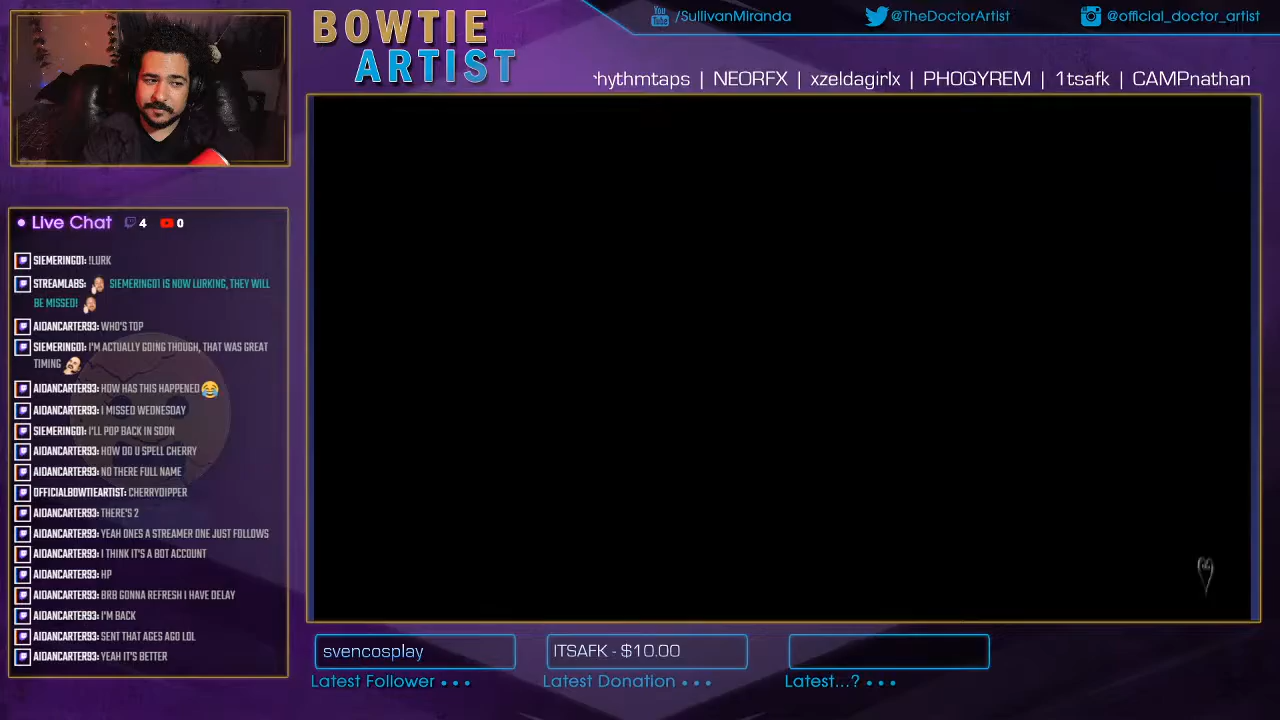 BOWTIE
ARTIST
/SullivanMiranda
@TheDoctorArtist
@official_doctor_artist
hythmtaps | NEORFX | xzeldagirlx | PHOQYREM | 1tsafk | CAMPnathan
Live Chat 4 0
SIEMERING01: !LURK
STREAMLABS: SIEMERING01 IS NOW LURKING, THEY WILL
BE MISSED!
AIDANCARTER93: WHO'S TOP
SIEMERING01: I'M ACTUALLY GOING THOUGH, THAT WAS GREAT
TIMING
AIDANCARTER93: HOW HAS THIS HAPPENED 😂
AIDANCARTER93: I MISSED WEDNESDAY
SIEMERING01: I'LL POP BACK IN SOON
AIDANCARTER93: HOW DO U SPELL CHERRY
AIDANCARTER93: NO THERE FULL NAME
OFFICIALBOWTIEARTIST: CHERRYDIPPER
AIDANCARTER93: THERE'S 2
AIDANCARTER93: YEAH ONES A STREAMER ONE JUST FOLLOWS
AIDANCARTER93: I THINK IT'S A BOT ACCOUNT
AIDANCARTER93: HP
AIDANCARTER93: BRB GONNA REFRESH I HAVE DELAY
AIDANCARTER93: I'M BACK
AIDANCARTER93: SENT THAT AGES AGO LOL
AIDANCARTER93: YEAH IT'S BETTER
svencosplay
Latest Follower • • •
ITSAFK - $10.00
Latest Donation • • •
Latest...? • • •